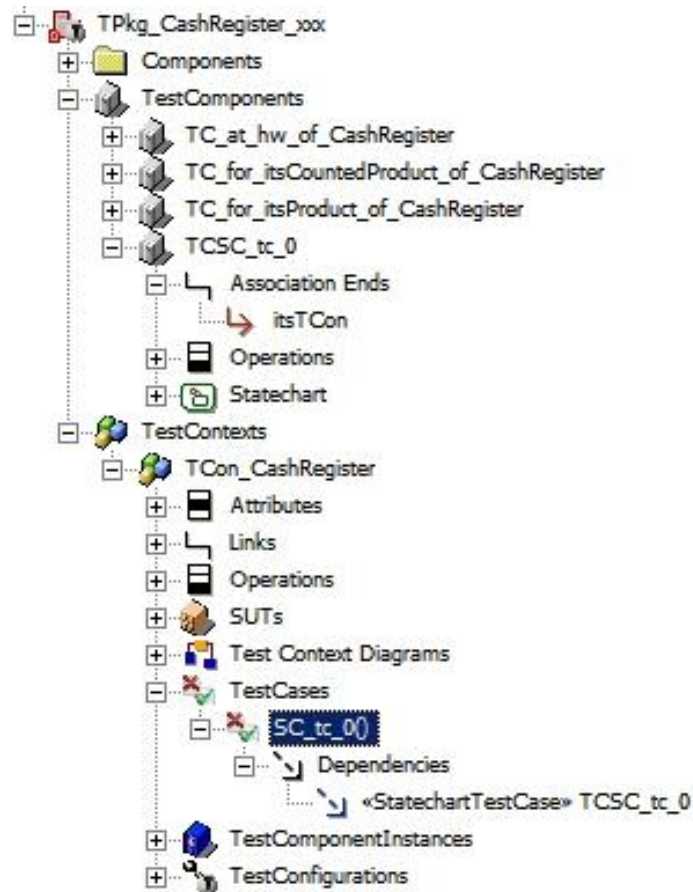 TPkg_CashRegister_xxx
Components
TestComponents
TC_at_hw_of_CashRegister
TC_for_itsCountedProduct_of_CashRegister
TC_for_itsProduct_of_CashRegister
TCSC_tc_0
Association Ends
itsTCon
Operations
Statechart
TestContexts
TCon_CashRegister
Attributes
Links
Operations
SUTs
Test Context Diagrams
TestCases
SC_tc_0()
Dependencies
«StatechartTestCase» TCSC_tc_0
TestComponentInstances
TestConfigurations